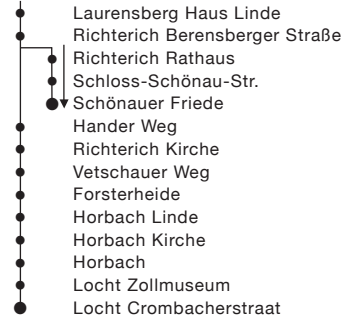 Laurensberg Haus Linde
Richterich Berensberger Straße
Richterich Rathaus
Schloss-Schönau-Str.
Schönauer Friede
Hander Weg
Richterich Kirche
Vetschauer Weg
Forsterheide
Horbach Linde
Horbach Kirche
Horbach
Locht Zollmuseum
Locht Crombacherstraat